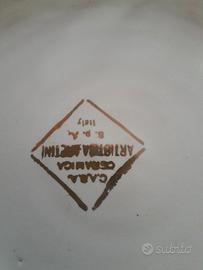 C.A.B.A.
CERAMICA
ARTISTICA
S. p. A.
Italy
subito